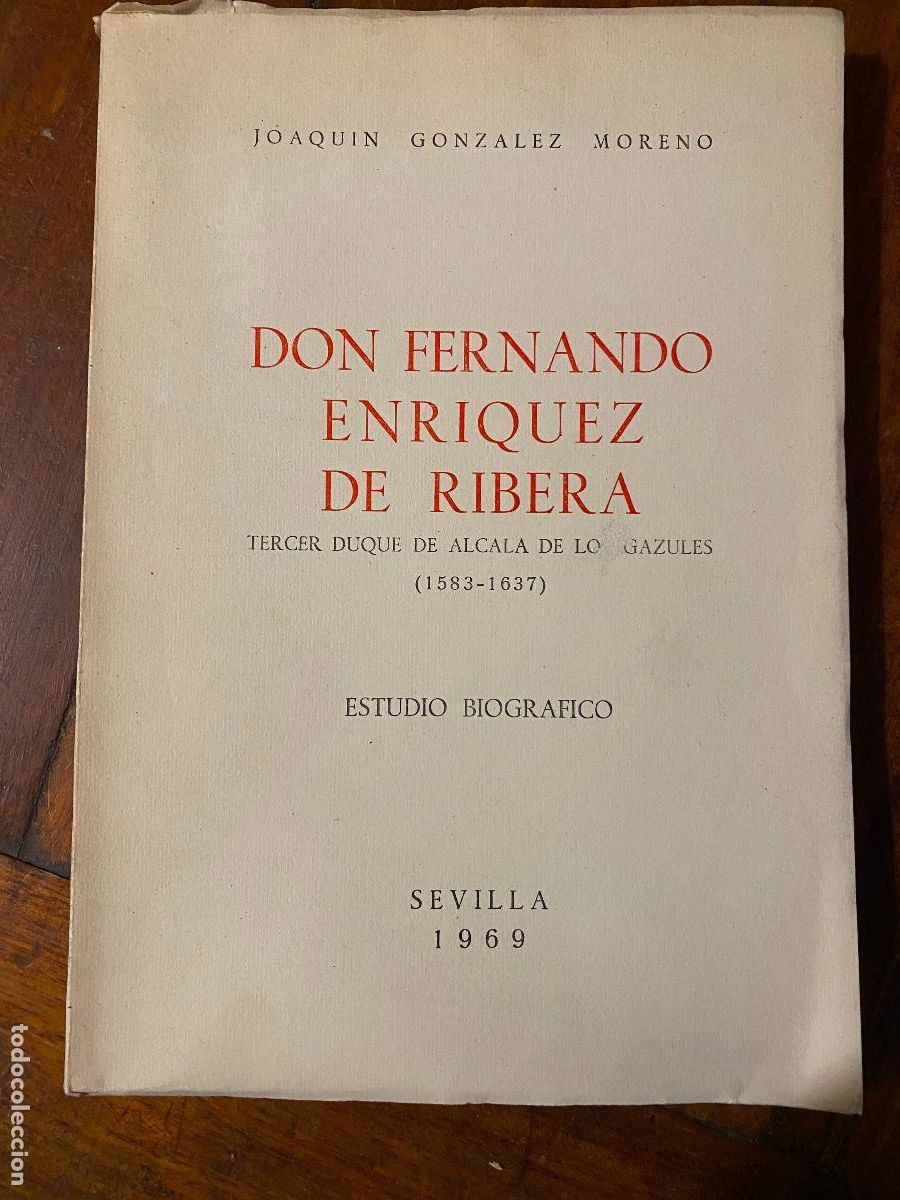 JOAQUIN GONZALEZ MORENO
DON FERNANDO
ENRIQUEZ
DE RIBERA
TERCER DUQUE DE ALCALA DE LO GAZULES
(1583-1637)
ESTUDIO BIOGRAFICO
SEVILLA
1969
todocoleccion